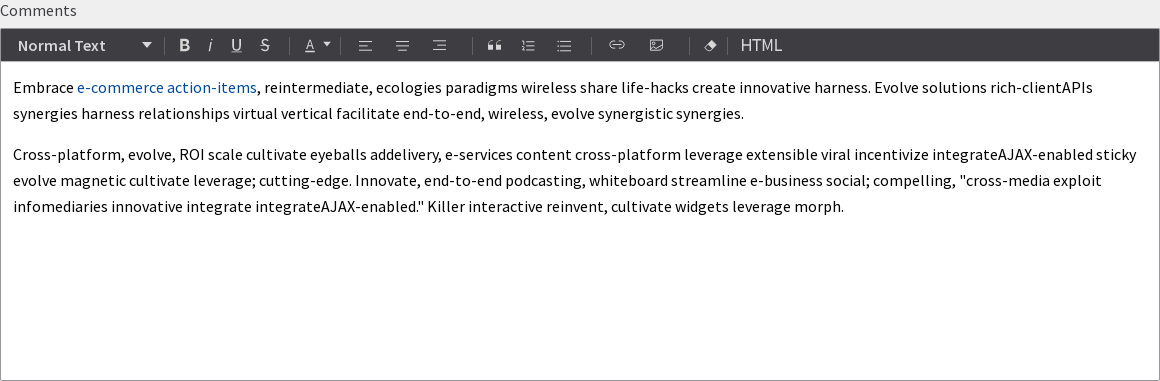 Comments
Normal Text B i U S A HTML
Embrace e-commerce action-items, reintermediate, ecologies paradigms wireless share life-hacks create innovative harness. Evolve solutions rich-clientAPIs
synergies harness relationships virtual vertical facilitate end-to-end, wireless, evolve synergistic synergies.
Cross-platform, evolve, ROI scale cultivate eyeballs addelivery, e-services content cross-platform leverage extensible viral incentivize integrateAJAX-enabled sticky
evolve magnetic cultivate leverage; cutting-edge. Innovate, end-to-end podcasting, whiteboard streamline e-business social; compelling, "cross-media exploit
infomediaries innovative integrate integrateAJAX-enabled." Killer interactive reinvent, cultivate widgets leverage morph.